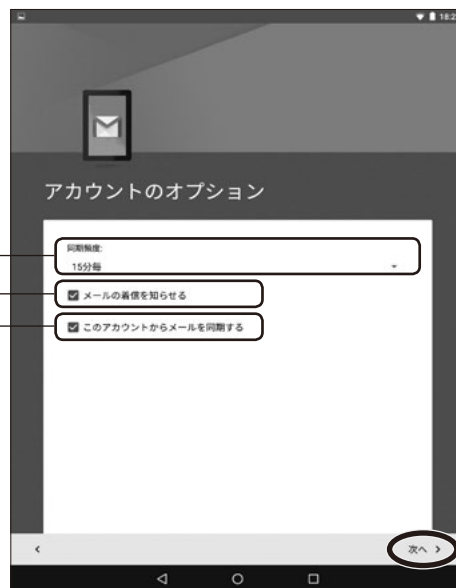 18:2
アカウントのオプション
同期頻度:
15分毎
メールの着信を知らせる
このアカウントからメールを同期する
次へ